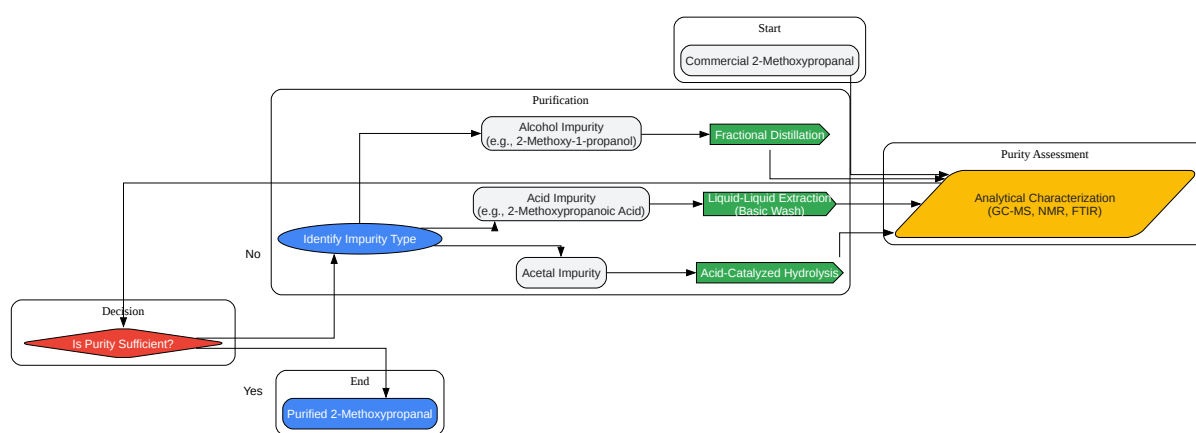 Start
Commercial 2-Methoxypropanal
Purification
Alcohol Impurity
(e.g., 2-Methoxy-1-propanol)
Fractional Distillation
Purity Assessment
Analytical Characterization
(GC-MS, NMR, FTIR)
Acid Impurity
(e.g., 2-Methoxypropanoic Acid)
Liquid-Liquid Extraction
(Basic Wash)
Identify Impurity Type
No
Acetal Impurity
Acid-Catalyzed Hydrolysis
Decision
Is Purity Sufficient?
Yes
End
Purified 2-Methoxypropanal